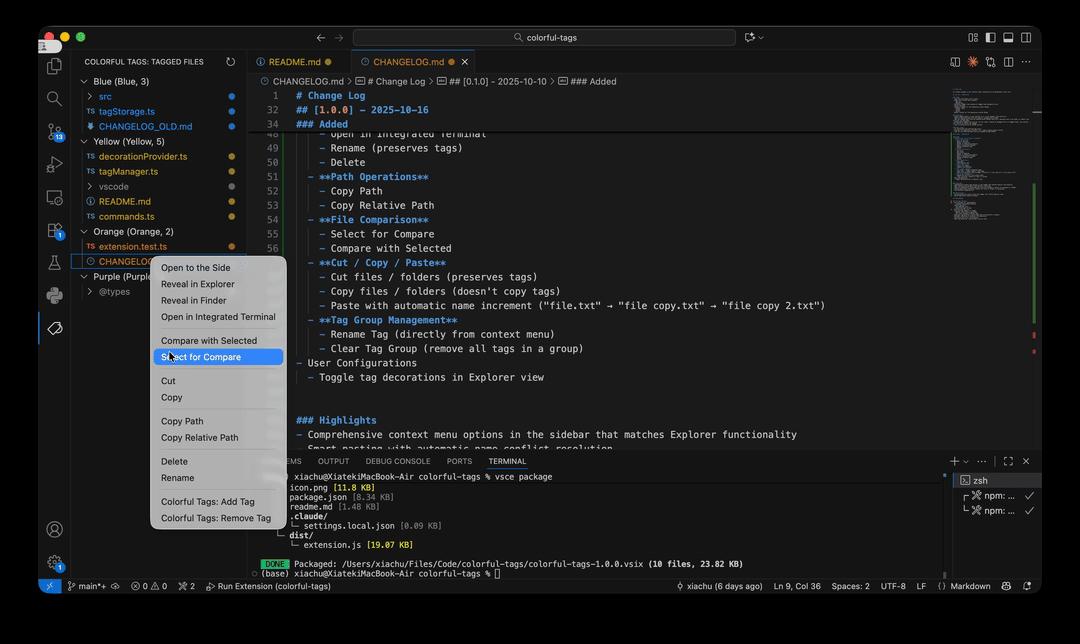 colorful-tags
COLORFUL TAGS: TAGGED FILES
Blue (Blue, 3)
src
TS tagStorage.ts
CHANGELOG_OLD.md
Yellow (Yellow, 5)
TS decorationProvider.ts
TS tagManager.ts
vscode
README.md
TS commands.ts
Orange (Orange, 2)
TS extension.test.ts
CHANGELOG
Purple (Purple
@types
13
1
1
Open to the Side
Reveal in Explorer
Reveal in Finder
Open in Integrated Terminal
Compare with Selected
Select for Compare
Cut
Copy
Copy Path
Copy Relative Path
Delete
Rename
Colorful Tags: Add Tag
Colorful Tags: Remove Tag
README.md
CHANGELOG.md
CHANGELOG.md > # Change Log > ## [0.1.0] - 2025-10-10 > ### Added
1 # Change Log
32 ## [1.0.0] - 2025-10-16
34 ### Added
48 - Open in Integrated Terminal
49 - Rename (preserves tags)
50 - Delete
51 - **Path Operations**
52 - Copy Path
53 - Copy Relative Path
54 - **File Comparison**
55 - Select for Compare
56 - Compare with Selected
- **Cut / Copy / Paste**
- Cut files / folders (preserves tags)
- Copy files / folders (doesn't copy tags)
- Paste with automatic name increment ("file.txt" → "file copy.txt" → "file copy 2.txt")
- **Tag Group Management**
- Rename Tag (directly from context menu)
- Clear Tag Group (remove all tags in a group)
- User Configurations
- Toggle tag decorations in Explorer view
### Highlights
- Comprehensive context menu options in the sidebar that matches Explorer functionality
- Smart pasting with automatic name conflict resolution
EMS OUTPUT DEBUG CONSOLE PORTS TERMINAL
) xiachu@XiatekiMacBook-Air colorful-tags % vsce package
icon.png [11.8 KB]
package.json [8.34 KB]
readme.md [1.48 KB]
.claude/
└─ settings.local.json [0.09 KB]
└─ dist/
└─ extension.js [19.07 KB]
DONE Packaged: /Users/xiachu/Files/Code/colorful-tags/colorful-tags-1.0.0.vsix (10 files, 23.82 KB)
(base) xiachu@XiatekiMacBook-Air colorful-tags %
zsh
npm: ...
npm: ...
main*+ 0 0 2 Run Extension (colorful-tags) xiachu (6 days ago) Ln 9, Col 36 Spaces: 2 UTF-8 LF {} Markdown